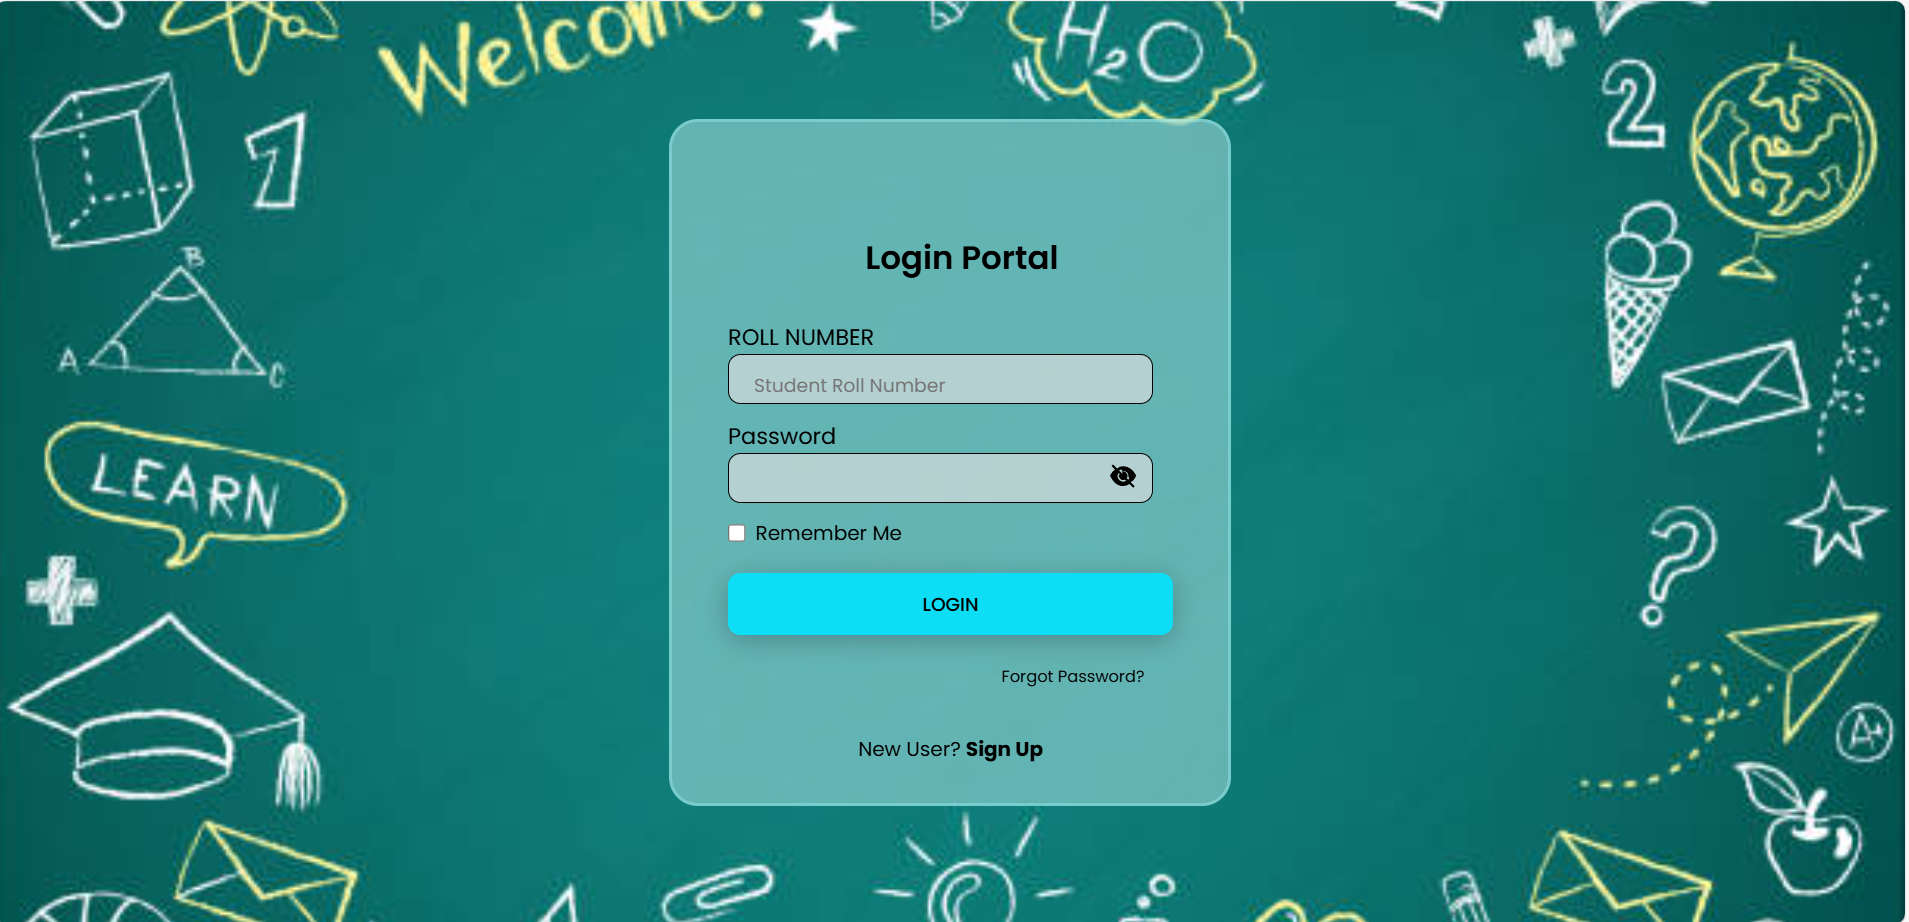 Welcome!
H₂O
1
2
B
A
C
LEARN
?
A+
Login Portal
ROLL NUMBER
Student Roll Number
Password
Remember Me
LOGIN
Forgot Password?
New User? Sign Up